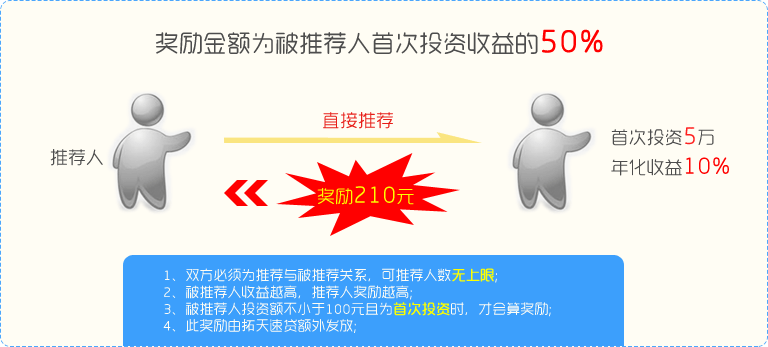 奖励金额为被推荐人首次投资收益的50%
直接推荐
推荐人
首次投资5万
年化收益10%
奖励210元
1、双方必须为推荐与被推荐关系，可推荐人数无上眼;
2、被推荐人收益越高，推荐人奖励越高;
3、被推荐人投资额不小于100元且为首次投资时，才会算奖励;
4、此奖励由拓天速贷额外发放;